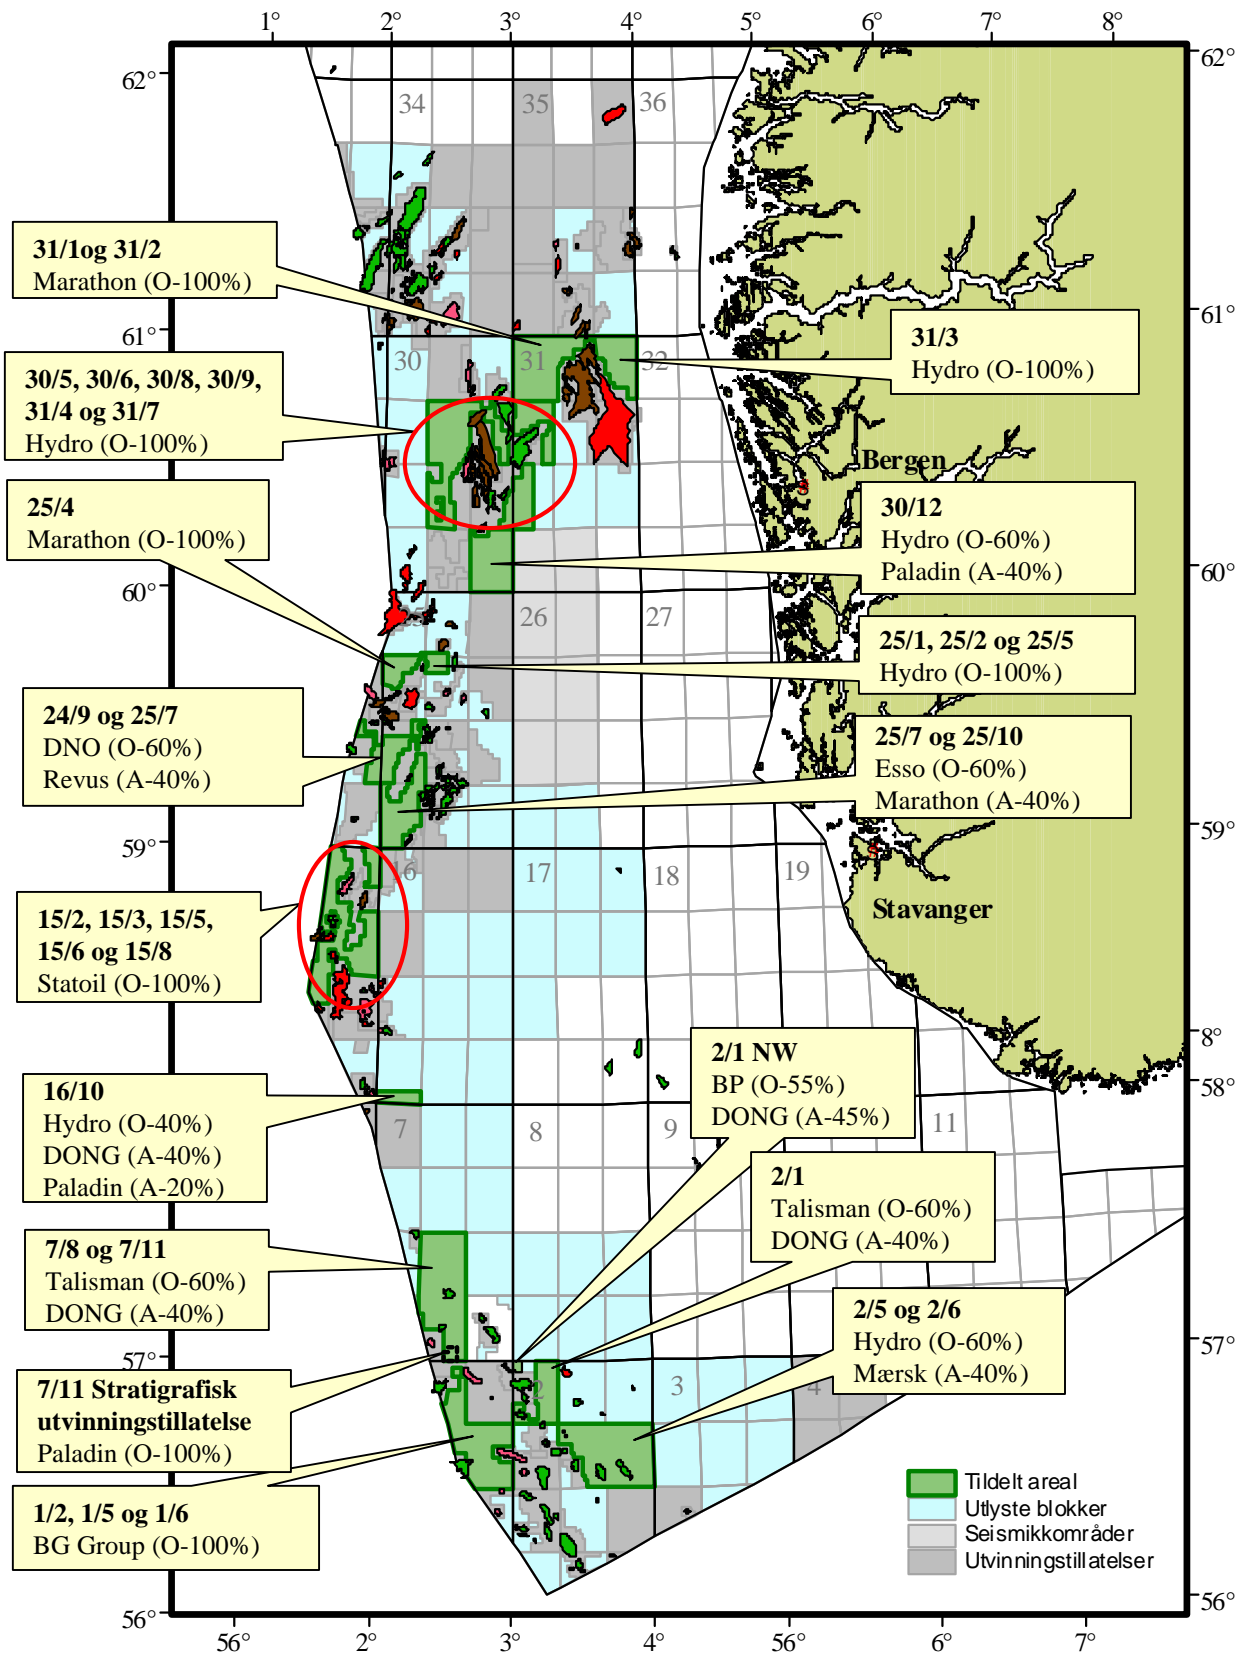 1° 2° 3° 4° 5° 6° 7° 8°
62° 62°
34 35 36
31/1og 31/2
Marathon (O-100%)
61° 61°
31/3
Hydro (O-100%)
30 31 32
30/5, 30/6, 30/8, 30/9,
31/4 og 31/7
Hydro (O-100%)
Bergen
S
25/4
Marathon (O-100%)
30/12
Hydro (O-60%)
Paladin (A-40%)
60° 60°
25 26 27
25/1, 25/2 og 25/5
Hydro (O-100%)
24/9 og 25/7
DNO (O-60%)
Revus (A-40%)
25/7 og 25/10
Esso (O-60%)
Marathon (A-40%)
59° 59°
S
16 17 18 19
Stavanger
15/2, 15/3, 15/5,
15/6 og 15/8
Statoil (O-100%)
8°
58°
2/1 NW
BP (O-55%)
DONG (A-45%)
16/10
Hydro (O-40%)
DONG (A-40%)
Paladin (A-20%)
7 8 9 11
2/1
Talisman (O-60%)
DONG (A-40%)
7/8 og 7/11
Talisman (O-60%)
DONG (A-40%)
2/5 og 2/6
Hydro (O-60%)
Mærsk (A-40%)
57° 57°
2 3 4
7/11 Stratigrafisk
utvinningstillatelse
Paladin (O-100%)
1/2, 1/5 og 1/6
BG Group (O-100%)
Tildelt areal
Utlyste blokker
Seismikkområder
Utvinningstillatelser
56° 56°
56° 2° 3° 4° 56° 6° 7°